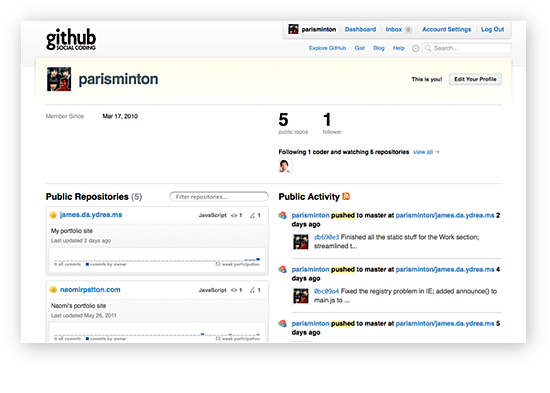 github
SOCIAL CODING
parisminton Dashboard Inbox 0 Account Settings Log Out
Explore GitHub Gist Blog Help Search...
parisminton
This is you! Edit Your Profile
Member Since Mar 17, 2010
5 public repos
1 follower
Following 1 coder and watching 6 repositories view all →
Public Repositories (5)
Filter repositories...
james.da.ydrea.ms JavaScript 1 1
My portfolio site
Last updated 2 days ago
all commits commits by owner 52 week participation
naomirpatton.com JavaScript 1 1
Naomi's portfolio site
Last updated May 26, 2011
all commits commits by owner 52 week participation
Public Activity
parisminton pushed to master at parisminton/james.da.ydrea.ms 2
days ago
db690e3 Finished all the static stuff for the Work section;
streamlined t...
parisminton pushed to master at parisminton/james.da.ydrea.ms 4
days ago
0bc09a4 Fixed the registry problem in IE; added announce() to
main.js to ...
parisminton pushed to master at parisminton/james.da.ydrea.ms 5
days ago